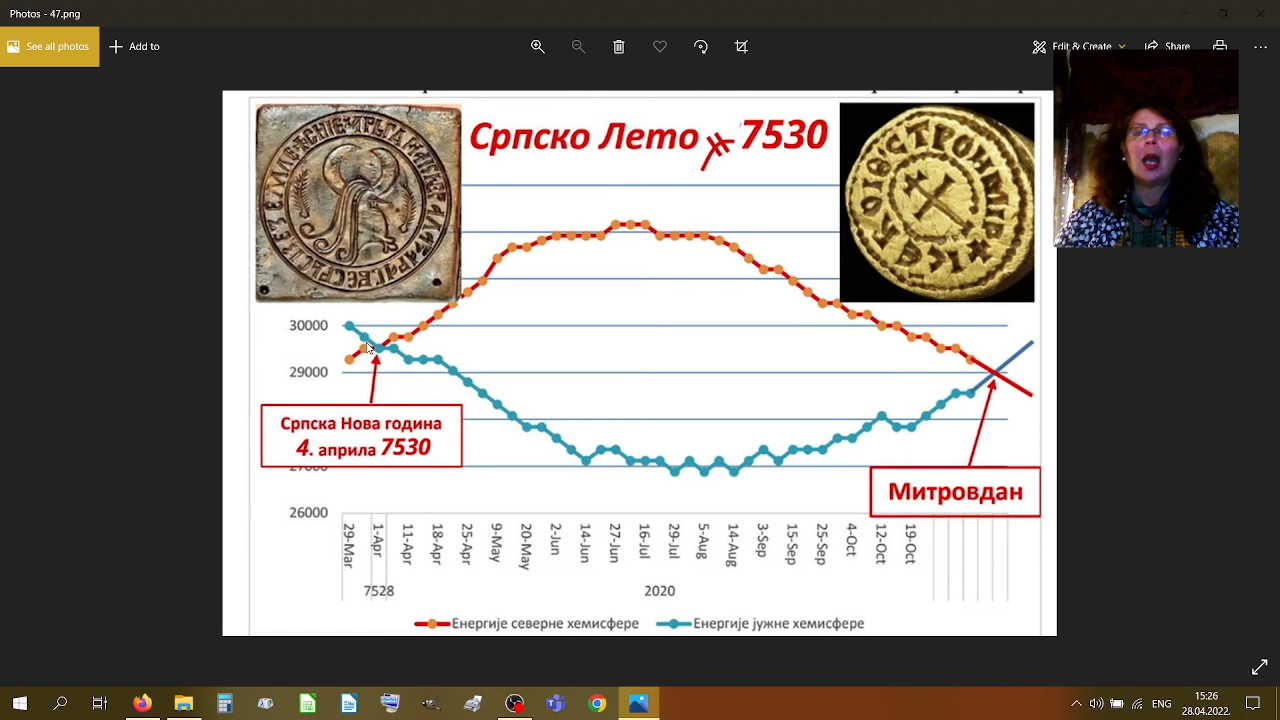 Photos - 47.png
See all photos
Add to
Edit & Create
Share
Српско Лето 7530
30000
29000
27000
26000
Српска Нова година
4. априла 7530
Митровдан
29-Mar
1-Apr
11-Apr
18-Apr
25-Apr
9-May
20-May
2-Jun
14-Jun
27-Jun
16-Jul
29-Jul
5-Aug
14-Aug
3-Sep
15-Sep
25-Sep
4-Oct
12-Oct
19-Oct
7528
2020
Енергије северне хемисфере
Енергије јужне хемисфере
15:26
28.04.2022.